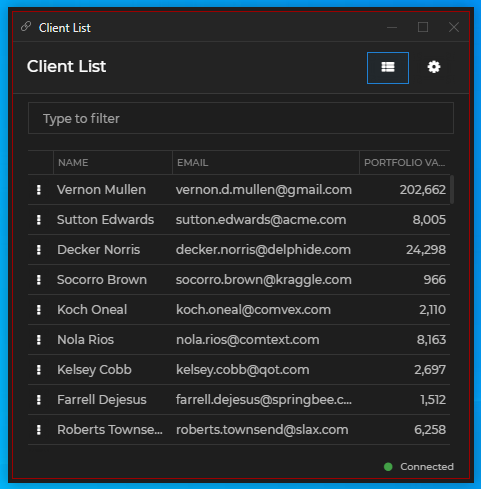 Client List
Client List
Type to filter
NAME EMAIL PORTFOLIO VA...
Vernon Mullen vernon.d.mullen@gmail.com 202,662
Sutton Edwards sutton.edwards@acme.com 8,005
Decker Norris decker.norris@delphide.com 24,298
Socorro Brown socorro.brown@kraggle.com 966
Koch Oneal koch.oneal@comvex.com 2,110
Nola Rios nola.rios@comtext.com 8,163
Kelsey Cobb kelsey.cobb@qot.com 2,697
Farrell Dejesus farrell.dejesus@springbee.c... 1,512
Roberts Townse... roberts.townsend@slax.com 6,258
Connected